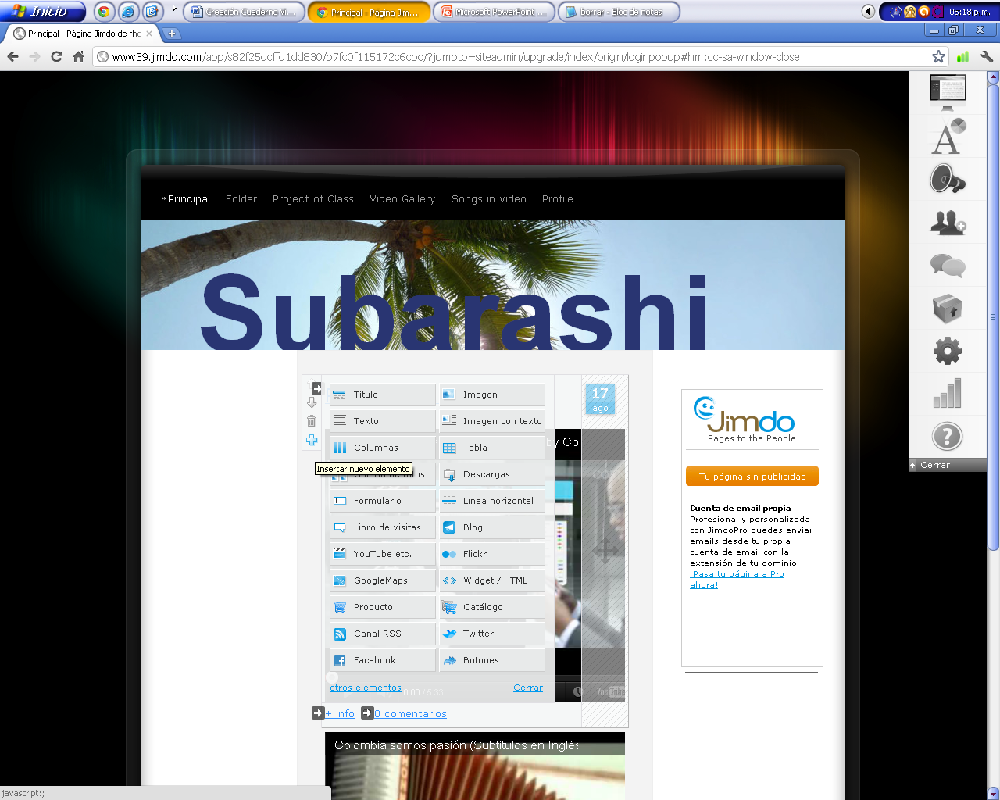 Inicio
Creación Cuaderno Vi...
Principal - Página Jim...
Microsoft PowerPoint ...
borrar - Bloc de notas
05:18 p.m.
Principal - Página Jimdo de fhe
www39.jimdo.com/app/s82f25dcffd1dd830/p7fc0f115172c6cbc/?jumpto=siteadmin/upgrade/index/origin/loginpopup#hm:cc-sa-window-close
»Principal
Folder
Project of Class
Video Gallery
Songs in video
Profile
Subarashi
Título
Imagen
17
ago
Texto
Imagen con texto
by Co
Columnas
Tabla
Insertar nuevo elemento
Descargas
Formulario
Línea horizontal
Libro de visitas
Blog
YouTube etc.
Flickr
GoogleMaps
Widget / HTML
Producto
Catálogo
Canal RSS
Twitter
Facebook
Botones
otros elementos
Cerrar
0:00 / 6:33
YouTube
+ info
0 comentarios
Colombia somos pasión (Subtitulos en Inglés
Jimdo
Pages to the People
Tu página sin publicidad
Cuenta de email propia
Profesional y personalizada:
con JimdoPro puedes enviar
emails desde tu propia
cuenta de email con la
extensión de tu dominio.
¡Pasa tu página a Pro
ahora!
Cerrar
javascript:;